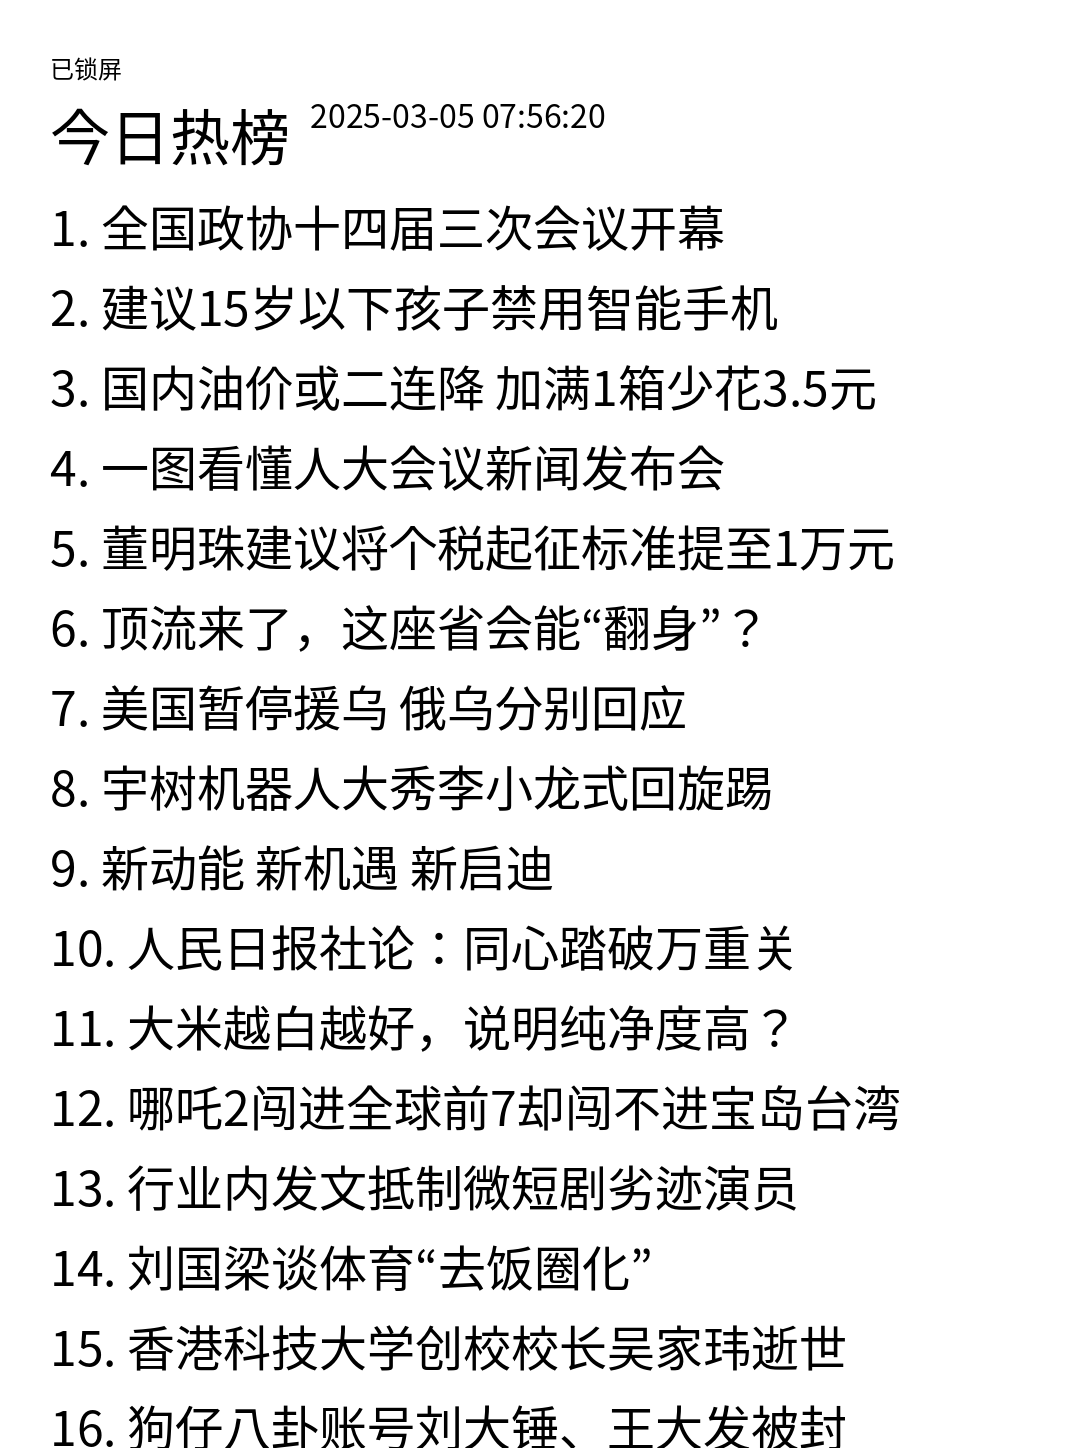 已锁屏
今日热榜 2025-03-05 07:56:20
1. 全国政协十四届三次会议开幕
2. 建议15岁以下孩子禁用智能手机
3. 国内油价或二连降 加满1箱少花3.5元
4. 一图看懂人大会议新闻发布会
5. 董明珠建议将个税起征标准提至1万元
6. 顶流来了，这座省会能“翻身”？
7. 美国暂停援乌 俄乌分别回应
8. 宇树机器人大秀李小龙式回旋踢
9. 新动能 新机遇 新启迪
10. 人民日报社论：同心踏破万重关
11. 大米越白越好，说明纯净度高？
12. 哪吒2闯进全球前7却闯不进宝岛台湾
13. 行业内发文抵制微短剧劣迹演员
14. 刘国梁谈体育“去饭圈化”
15. 香港科技大学创校校长吴家玮逝世
16. 狗仔八卦账号刘大锤、王大发被封